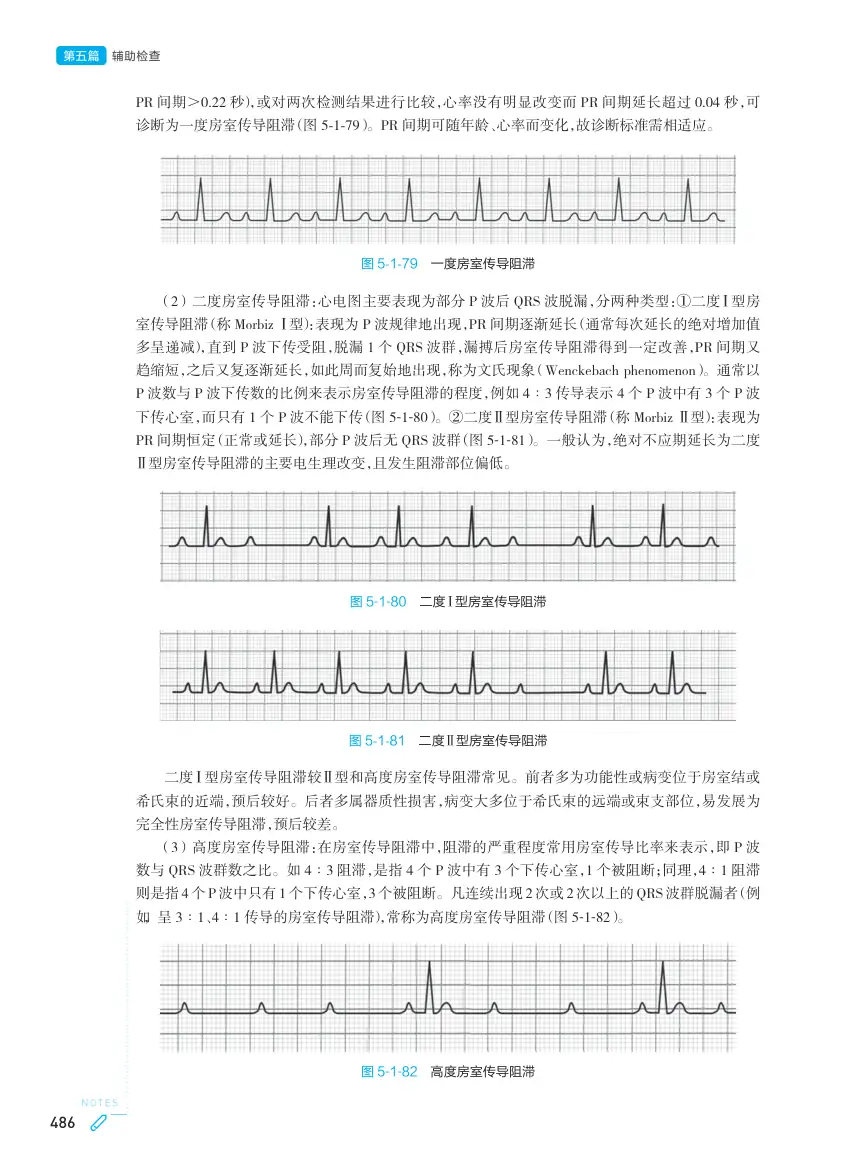 第五篇 辅助检查
PR 间期＞0.22 秒），或对两次检测结果进行比较，心率没有明显改变而 PR 间期延长超过 0.04 秒，可
诊断为一度房室传导阻滞（图 5-1-79）。PR 间期可随年龄、心率而变化，故诊断标准需相适应。
图 5-1-79 一度房室传导阻滞
（2）二度房室传导阻滞：心电图主要表现为部分 P 波后 QRS 波脱漏，分两种类型：①二度Ⅰ型房
室传导阻滞（称 Morbiz Ⅰ型）：表现为 P 波规律地出现，PR 间期逐渐延长（通常每次延长的绝对增加值
多呈递减），直到 P 波下传受阻，脱漏 1 个 QRS 波群，漏搏后房室传导阻滞得到一定改善，PR 间期又
趋缩短，之后又复逐渐延长，如此周而复始地出现，称为文氏现象（Wenckebach phenomenon）。通常以
P 波数与 P 波下传数的比例来表示房室传导阻滞的程度，例如 4∶3 传导表示 4 个 P 波中有 3 个 P 波
下传心室，而只有 1 个 P 波不能下传（图 5-1-80）。②二度Ⅱ型房室传导阻滞（称 Morbiz Ⅱ型）：表现为
PR 间期恒定（正常或延长），部分 P 波后无 QRS 波群（图 5-1-81）。一般认为，绝对不应期延长为二度
Ⅱ型房室传导阻滞的主要电生理改变，且发生阻滞部位偏低。
图 5-1-80 二度Ⅰ型房室传导阻滞
图 5-1-81 二度Ⅱ型房室传导阻滞
二度Ⅰ型房室传导阻滞较Ⅱ型和高度房室传导阻滞常见。前者多为功能性或病变位于房室结或
希氏束的近端，预后较好。后者多属器质性损害，病变大多位于希氏束的远端或束支部位，易发展为
完全性房室传导阻滞，预后较差。
（3）高度房室传导阻滞：在房室传导阻滞中，阻滞的严重程度常用房室传导比率来表示，即 P 波
数与 QRS 波群数之比。如 4∶3 阻滞，是指 4 个 P 波中有 3 个下传心室，1 个被阻断；同理，4∶1 阻滞
则是指 4 个 P 波中只有 1 个下传心室，3 个被阻断。凡连续出现 2 次或 2 次以上的 QRS 波群脱漏者（例
如 呈 3∶1、4∶1 传导的房室传导阻滞），常称为高度房室传导阻滞（图 5-1-82）。
图 5-1-82 高度房室传导阻滞
NOTES
486